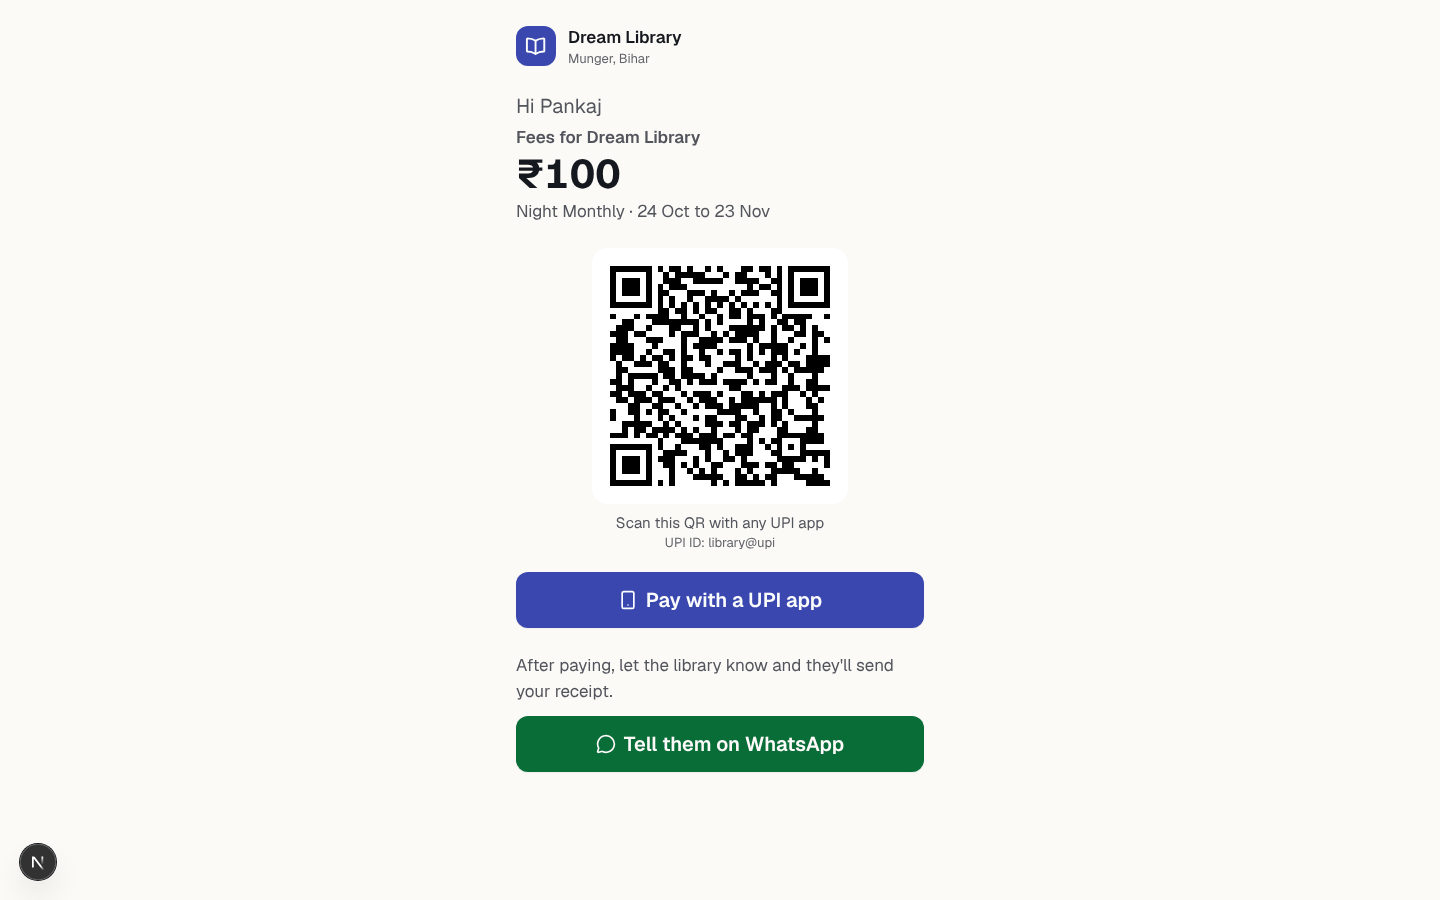 Dream Library
Munger, Bihar
Hi Pankaj
Fees for Dream Library
₹100
Night Monthly · 24 Oct to 23 Nov
Scan this QR with any UPI app
UPI ID: library@upi
Pay with a UPI app
After paying, let the library know and they'll send
your receipt.
Tell them on WhatsApp
N